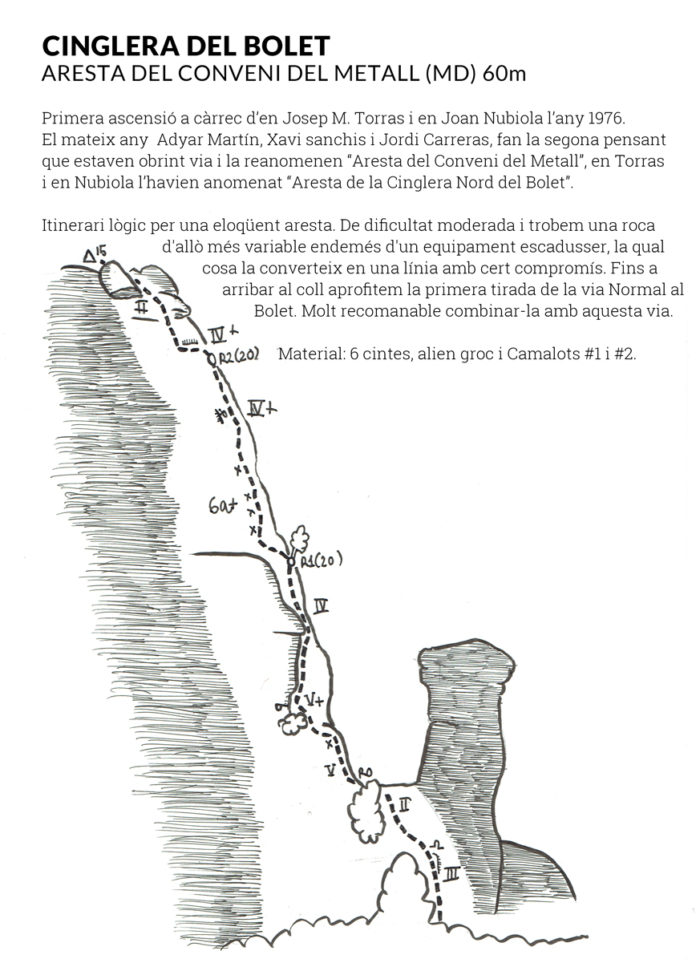 CINGLERA DEL BOLET
ARESTA DEL CONVENI DEL METALL (MD) 60m
Primera ascensió a càrrec d'en Josep M. Torras i en Joan Nubiola l'any 1976.
El mateix any Adyar Martín, Xavi sanchis i Jordi Carreras, fan la segona pensant
que estaven obrint via i la reanomenen “Aresta del Conveni del Metall”, en Torras
i en Nubiola l'havien anomenat “Aresta de la Cinglera Nord del Bolet”.
Itinerari lògic per una eloqüent aresta. De dificultat moderada i trobem una roca
d'allò més variable endemés d'un equipament escadusser, la qual
cosa la converteix en una línia amb cert compromís. Fins a
arribar al coll aprofitem la primera tirada de la via Normal al
Bolet. Molt recomanable combinar-la amb aquesta via.
Material: 6 cintes, alien groc i Camalots #1 i #2.
Δ15
II
IV+
R2(20)
IV+
6a+
R1(20)
IV
V+
V
R0
II
III